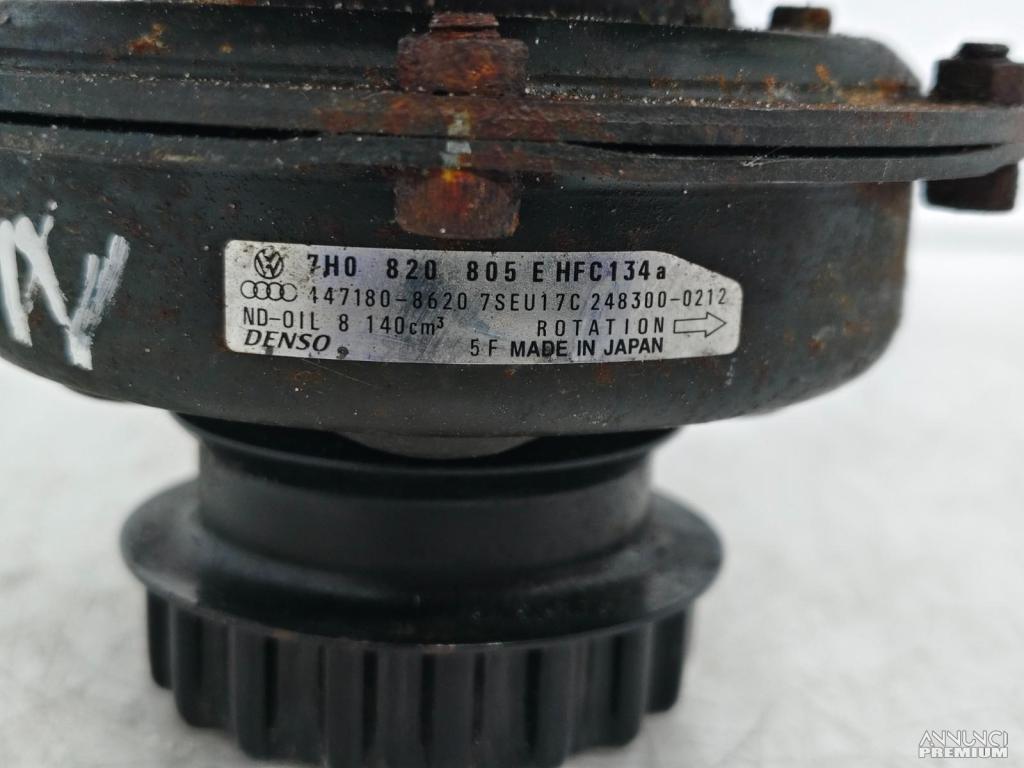 7H0 820 805 E HFC134a
447180-8620 7SEU17C 248300-0212
ND-OIL 8 140cm³ ROTATION
DENSO 5F MADE IN JAPAN
ANNUNCI
PREMIUM